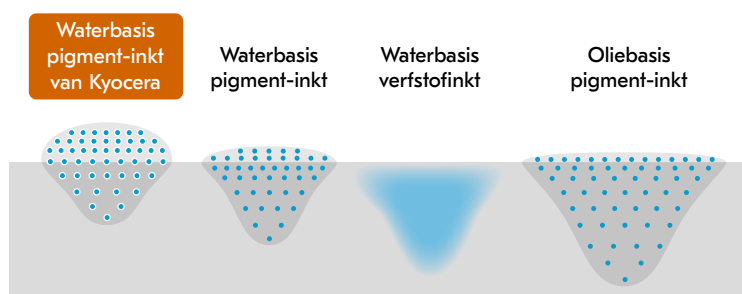 Waterbasis
pigment-inkt
van Kyocera
Waterbasis
pigment-inkt
Waterbasis
verfstofinkt
Oliebasis
pigment-inkt